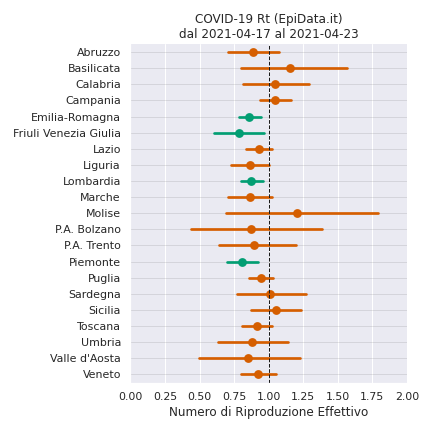 COVID-19 Rt (EpiData.it)
dal 2021-04-17 al 2021-04-23
Abruzzo
Basilicata
Calabria
Campania
Emilia-Romagna
Friuli Venezia Giulia
Lazio
Liguria
Lombardia
Marche
Molise
P.A. Bolzano
P.A. Trento
Piemonte
Puglia
Sardegna
Sicilia
Toscana
Umbria
Valle d'Aosta
Veneto
0.00 0.25 0.50 0.75 1.00 1.25 1.50 1.75 2.00
Numero di Riproduzione Effettivo